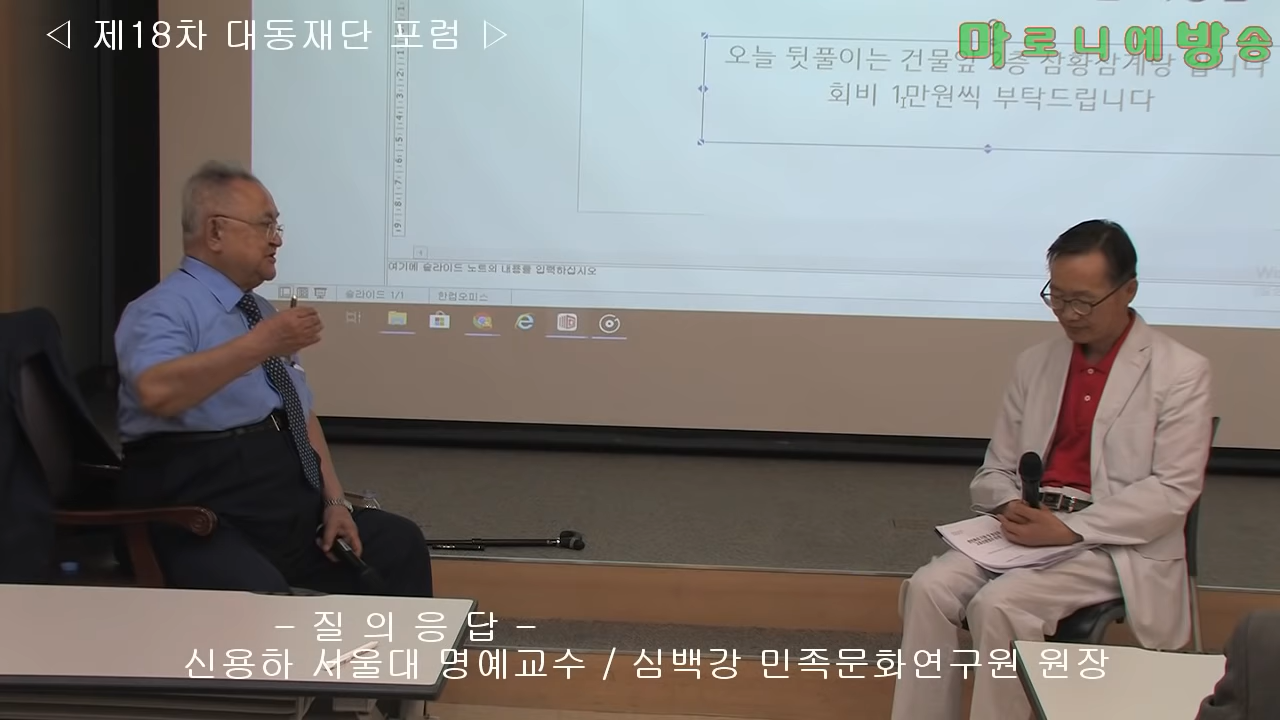 ◁ 제18차 대동재단 포럼 ▷
마로니에방송
오늘 뒷풀이는 건물앞 층 삼황삼계탕 입니다
회비 1만원씩 부탁드립니다
여기에 슬라이드 노트의 내용을 입력하십시오
슬라이드 1/1 한컴오피스
- 질 의 응 답 -
신용하 서울대 명예교수 / 심백강 민족문화연구원 원장